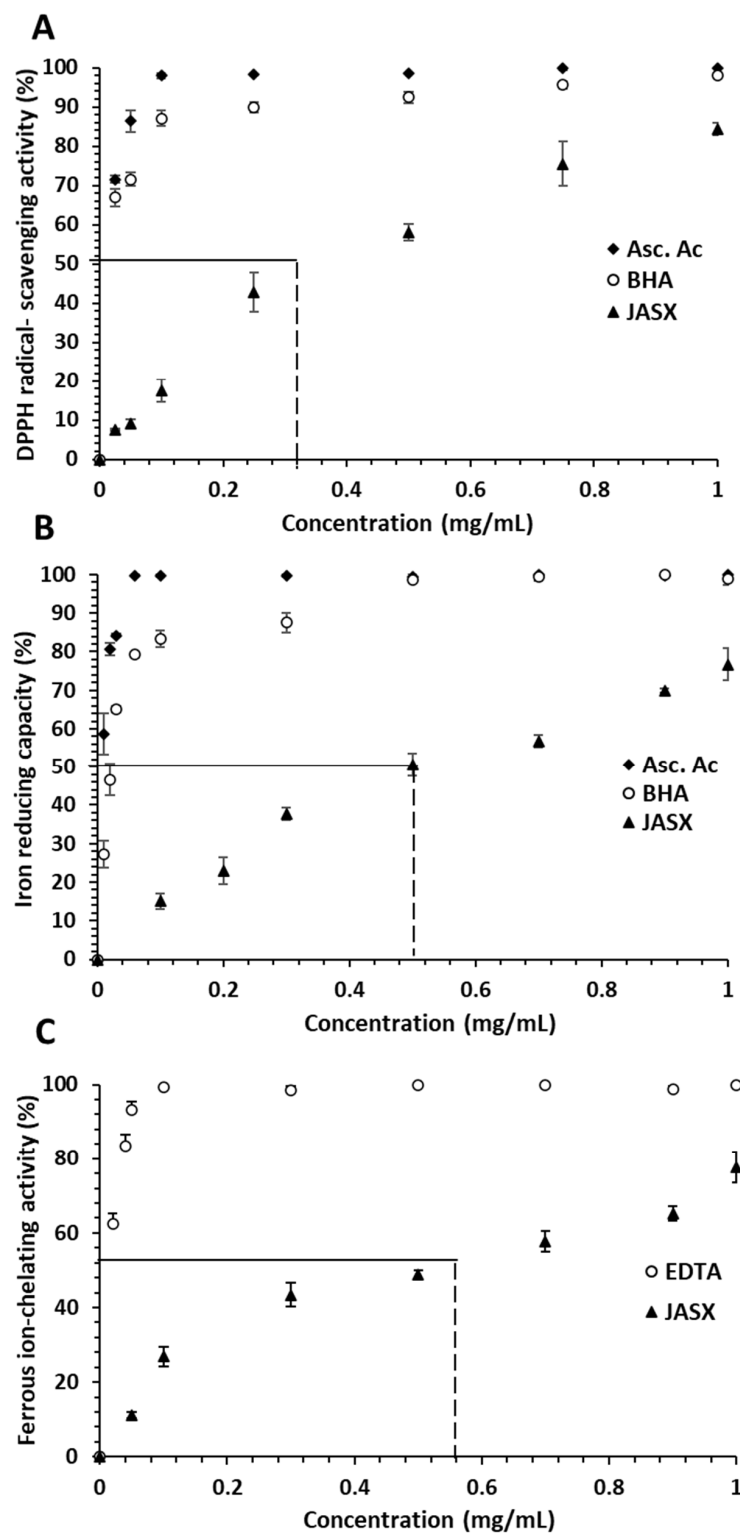 A
DPPH radical- scavenging activity (%)
100
90
80
70
60
50
40
30
20
10
0
Asc. Ac
BHA
JASX
0 0.2 0.4 0.6 0.8 1
Concentration (mg/mL)
B
Iron reducing capacity (%)
100
90
80
70
60
50
40
30
20
10
0
Asc. Ac
BHA
JASX
0 0.2 0.4 0.6 0.8 1
Concentration (mg/mL)
C
Ferrous ion-chelating activity (%)
100
80
60
40
20
0
EDTA
JASX
0 0.2 0.4 0.6 0.8 1
Concentration (mg/mL)